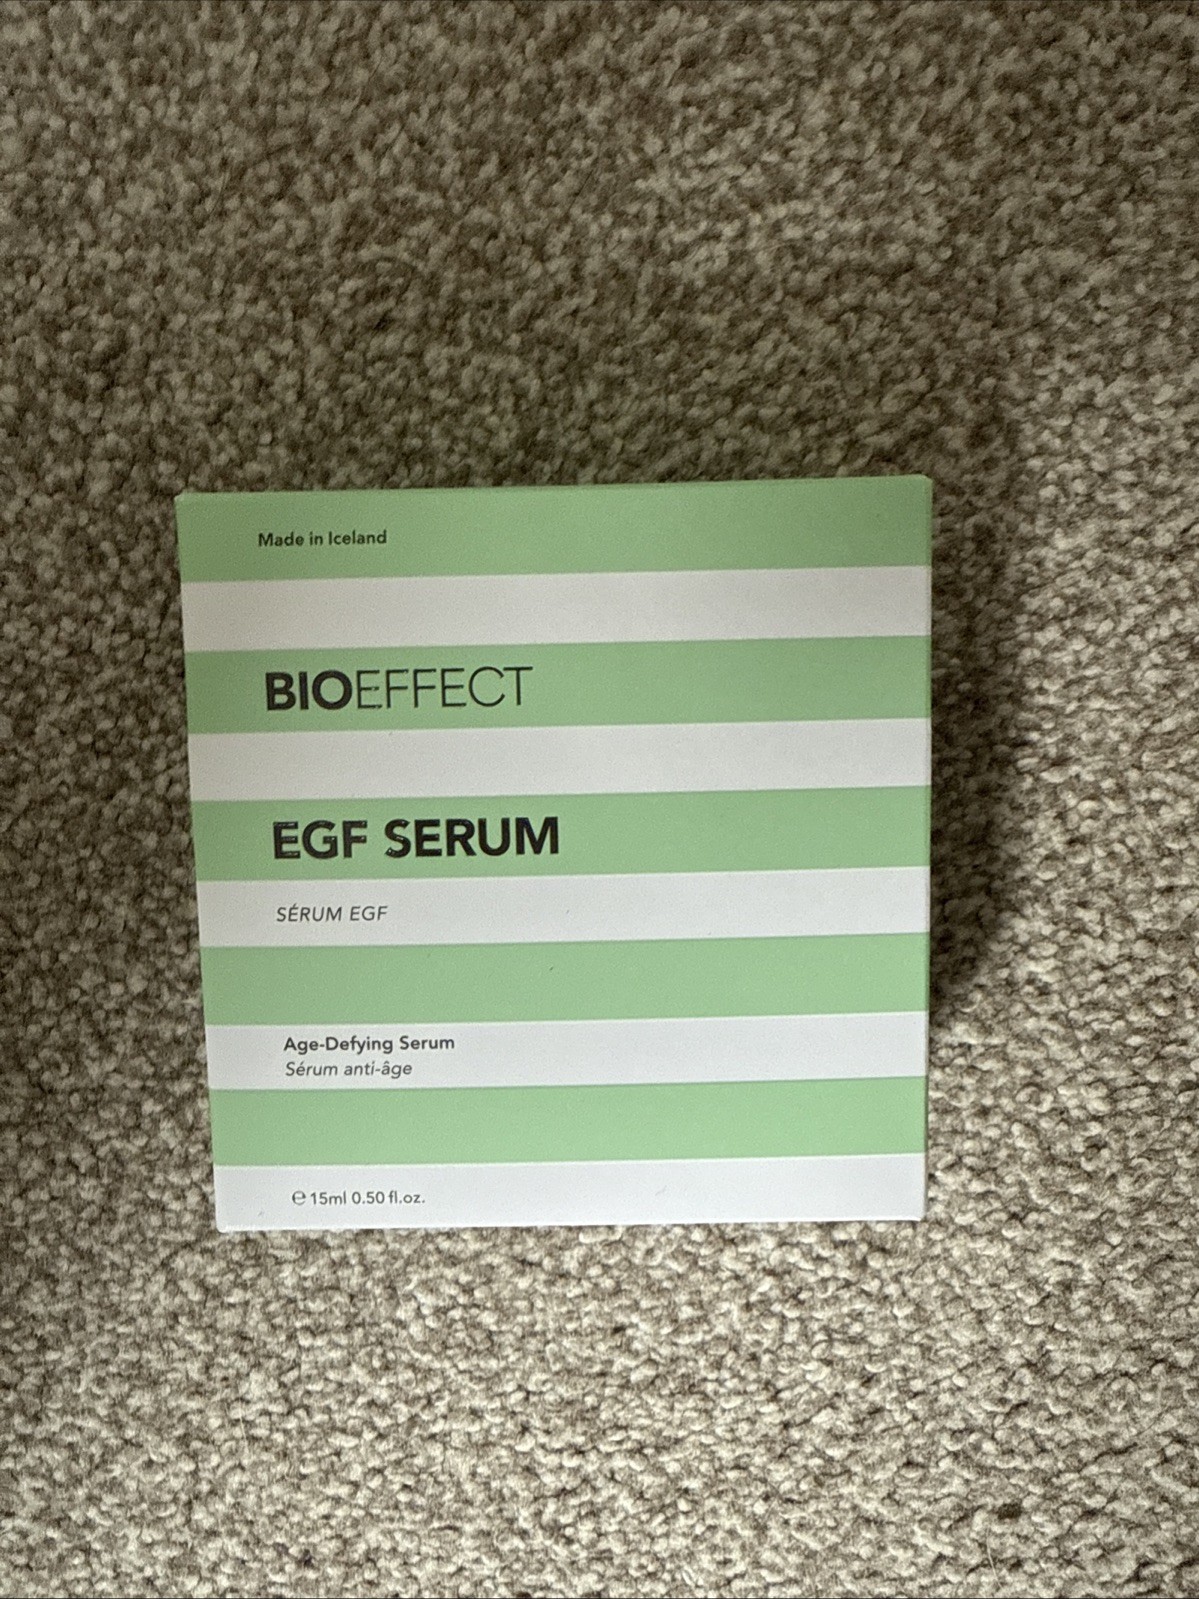 Made in Iceland
BIOEFFECT
EGF SERUM
SÉRUM EGF
Age-Defying Serum
Sérum anti-âge
℮ 15ml 0.50 fl.oz.